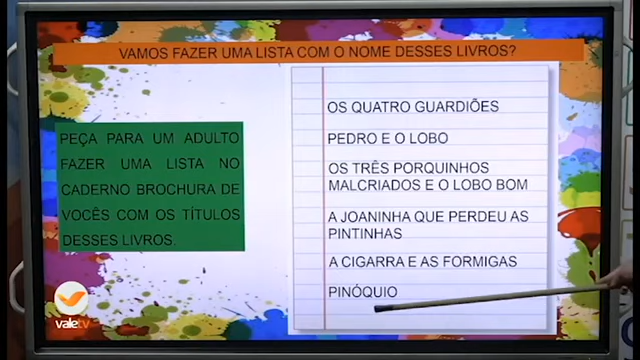 VAMOS FAZER UMA LISTA COM O NOME DESSES LIVROS?
PEÇA PARA UM ADULTO
FAZER UMA LISTA NO
CADERNO BROCHURA DE
VOCÊS COM OS TÍTULOS
DESSES LIVROS.
OS QUATRO GUARDIÕES
PEDRO E O LOBO
OS TRÊS PORQUINHOS
MALCRIADOS E O LOBO BOM
A JOANINHA QUE PERDEU AS
PINTINHAS
A CIGARRA E AS FORMIGAS
PINÓQUIO
valetv